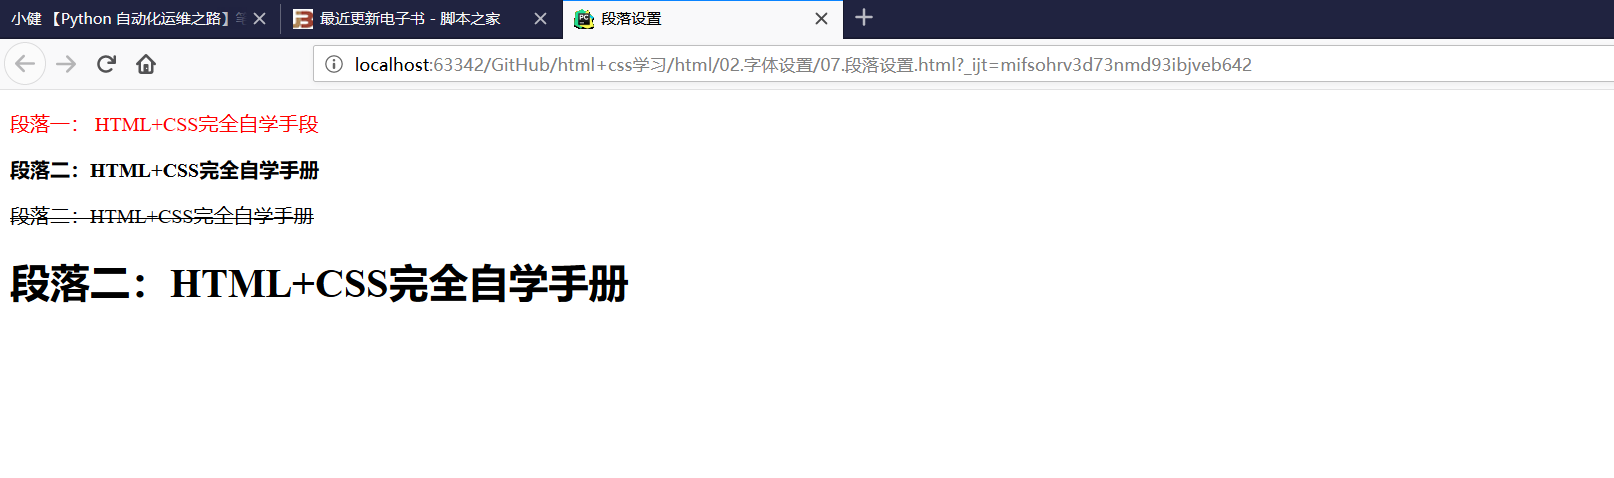 小健 【Python 自动化运维之路】
最近更新电子书 - 脚本之家
段落设置
localhost:63342/GitHub/html+css学习/html/02.字体设置/07.段落设置.html?_ijt=mifsohrv3d73nmd93ibjveb642
段落一： HTML+CSS完全自学手段
段落二：HTML+CSS完全自学手册
段落二：HTML+CSS完全自学手册
段落二：HTML+CSS完全自学手册